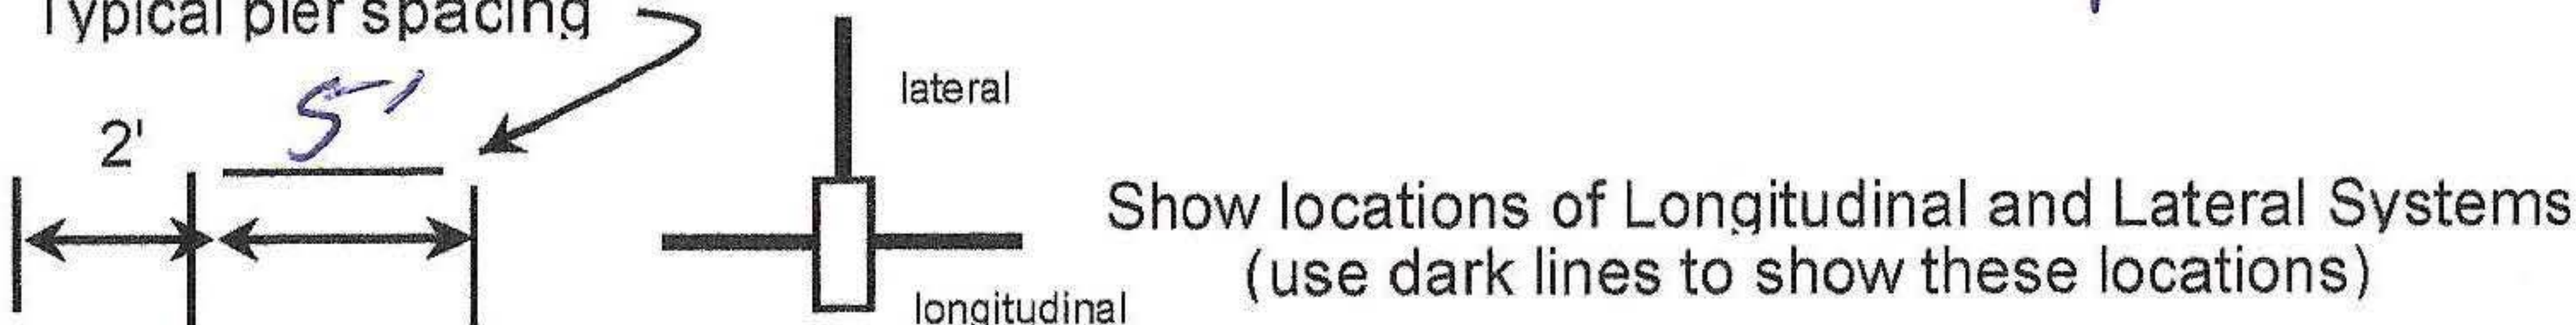 Typical pier spacing
lateral
2' 5'
Show locations of Longitudinal and Lateral Systems
(use dark lines to show these locations)
longitudinal